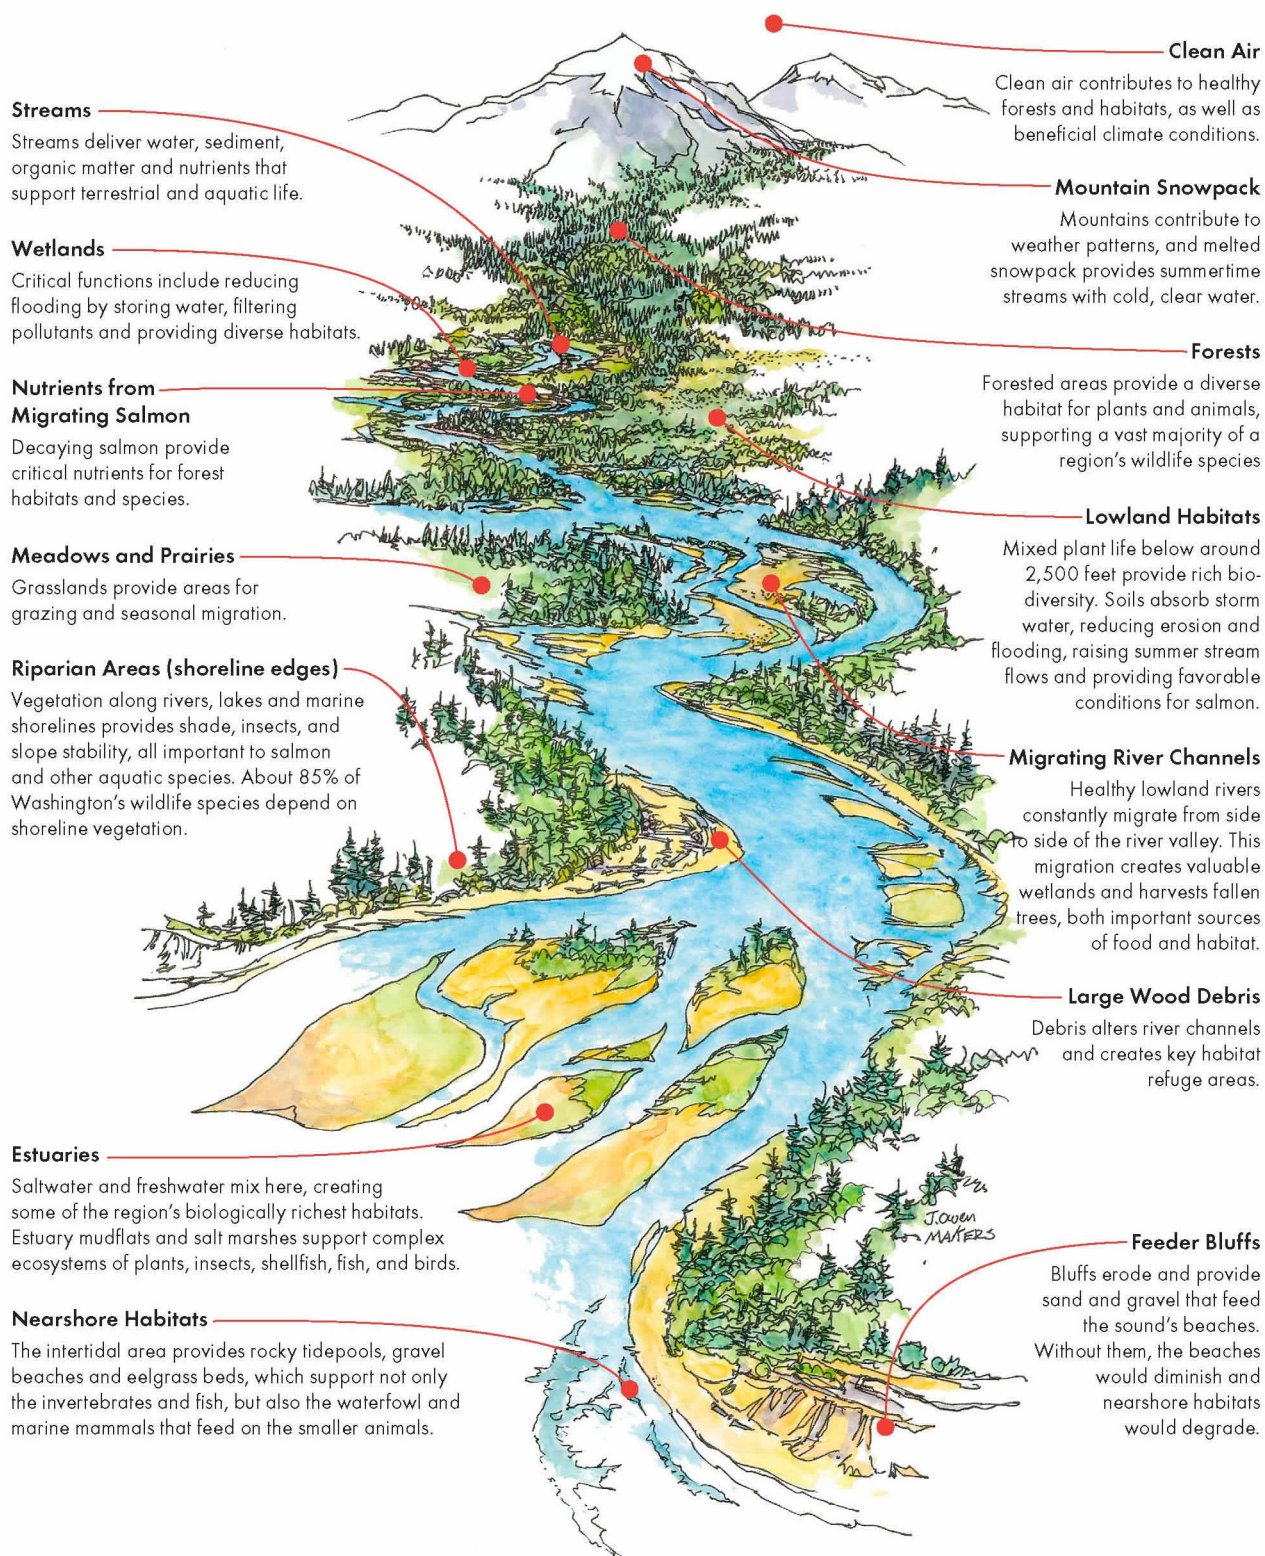 Clean Air
Clean air contributes to healthy
forests and habitats, as well as
beneficial climate conditions.
Streams
Streams deliver water, sediment,
organic matter and nutrients that
support terrestrial and aquatic life.
Mountain Snowpack
Mountains contribute to
weather patterns, and melted
snowpack provides summertime
streams with cold, clear water.
Wetlands
Critical functions include reducing
flooding by storing water, filtering
pollutants and providing diverse habitats.
Forests
Forested areas provide a diverse
habitat for plants and animals,
supporting a vast majority of a
region's wildlife species
Nutrients from
Migrating Salmon
Decaying salmon provide
critical nutrients for forest
habitats and species.
Lowland Habitats
Mixed plant life below around
2,500 feet provide rich bio-
diversity. Soils absorb storm
water, reducing erosion and
flooding, raising summer stream
flows and providing favorable
conditions for salmon.
Meadows and Prairies
Grasslands provide areas for
grazing and seasonal migration.
Riparian Areas (shoreline edges)
Vegetation along rivers, lakes and marine
shorelines provides shade, insects, and
slope stability, all important to salmon
and other aquatic species. About 85% of
Washington's wildlife species depend on
shoreline vegetation.
Migrating River Channels
Healthy lowland rivers
constantly migrate from side
to side of the river valley. This
migration creates valuable
wetlands and harvests fallen
trees, both important sources
of food and habitat.
Large Wood Debris
Debris alters river channels
and creates key habitat
refuge areas.
Estuaries
Saltwater and freshwater mix here, creating
some of the region's biologically richest habitats.
Estuary mudflats and salt marshes support complex
ecosystems of plants, insects, shellfish, fish, and birds.
J. Owen
MAKERS
Feeder Bluffs
Bluffs erode and provide
sand and gravel that feed
the sound's beaches.
Without them, the beaches
would diminish and
nearshore habitats
would degrade.
Nearshore Habitats
The intertidal area provides rocky tidepools, gravel
beaches and eelgrass beds, which support not only
the invertebrates and fish, but also the waterfowl and
marine mammals that feed on the smaller animals.